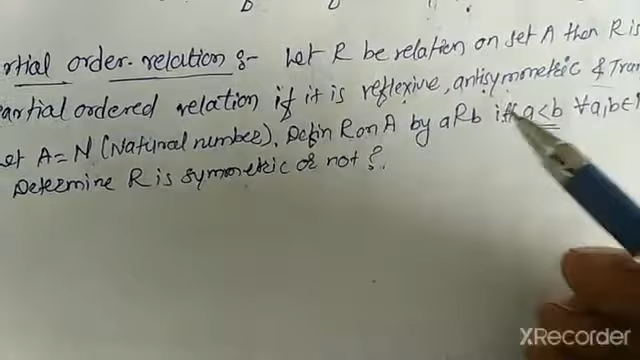 rtial order relation :- Let R be relation on set A then R is
artial ordered relation if it is reflexive, antisymmetric & Tran
et A = N (Natural number). Defin R on A by aRb iff a<b ∀a,b∈
Determine R is symmetric or not ?.
XRecorder